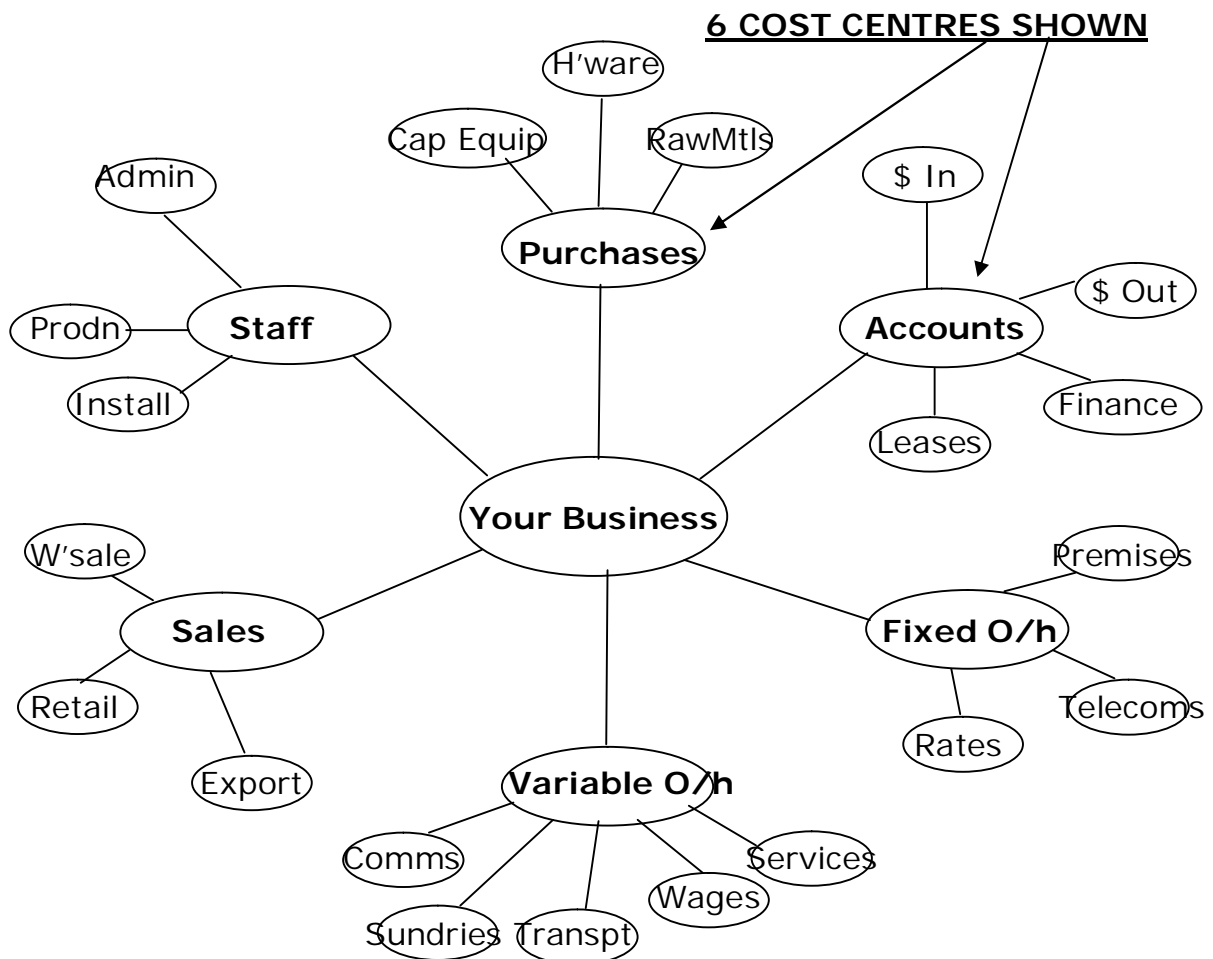 6 COST CENTRES SHOWN
H'ware
Cap Equip
RawMtls
Admin
$ In
Purchases
$ Out
Prodn
Staff
Accounts
Install
Finance
Leases
Your Business
W'sale
Premises
Sales
Fixed O/h
Retail
Telecoms
Rates
Export
Variable O/h
Comms
Services
Wages
Sundries
Transpt